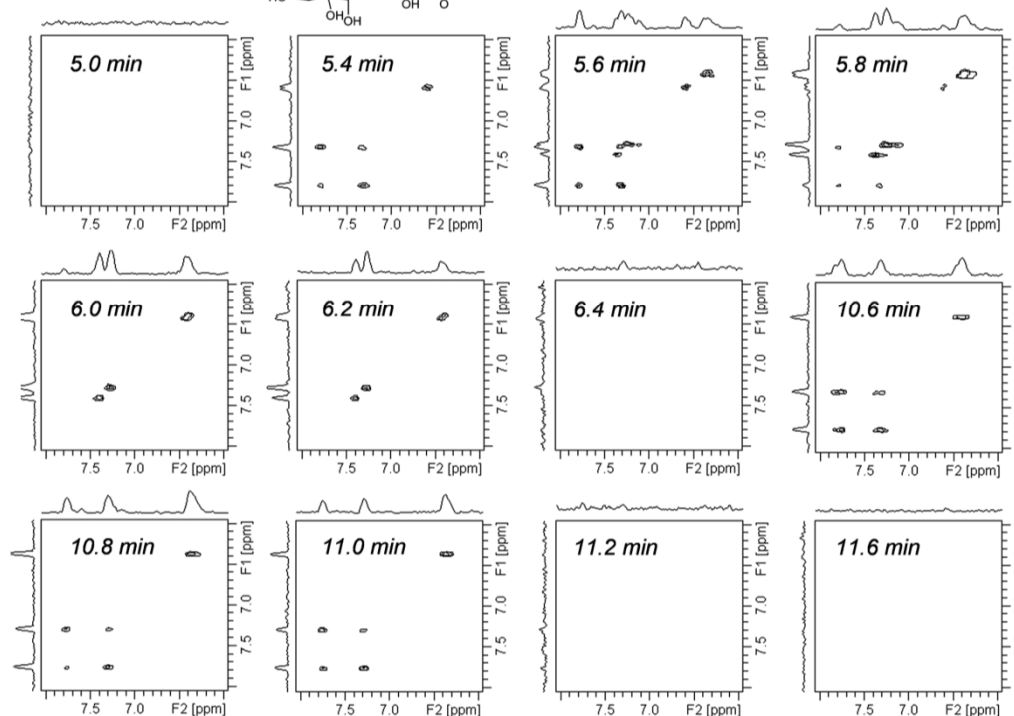 HO
OH
OH
OH O
5.0 min
5.4 min
5.6 min
5.8 min
F1 [ppm]
F1 [ppm]
F1 [ppm]
F1 [ppm]
7.0
7.0
7.0
7.0
7.5
7.5
7.5
7.5
7.5 7.0 F2 [ppm]
7.5 7.0 F2 [ppm]
7.5 7.0 F2 [ppm]
7.5 7.0 F2 [ppm]
6.0 min
6.2 min
6.4 min
10.6 min
F1 [ppm]
F1 [ppm]
F1 [ppm]
F1 [ppm]
7.0
7.0
7.0
7.0
7.5
7.5
7.5
7.5
7.5 7.0 F2 [ppm]
7.5 7.0 F2 [ppm]
7.5 7.0 F2 [ppm]
7.5 7.0 F2 [ppm]
10.8 min
11.0 min
11.2 min
11.6 min
F1 [ppm]
F1 [ppm]
F1 [ppm]
F1 [ppm]
7.0
7.0
7.0
7.0
7.5
7.5
7.5
7.5
7.5 7.0 F2 [ppm]
7.5 7.0 F2 [ppm]
7.5 7.0 F2 [ppm]
7.5 7.0 F2 [ppm]